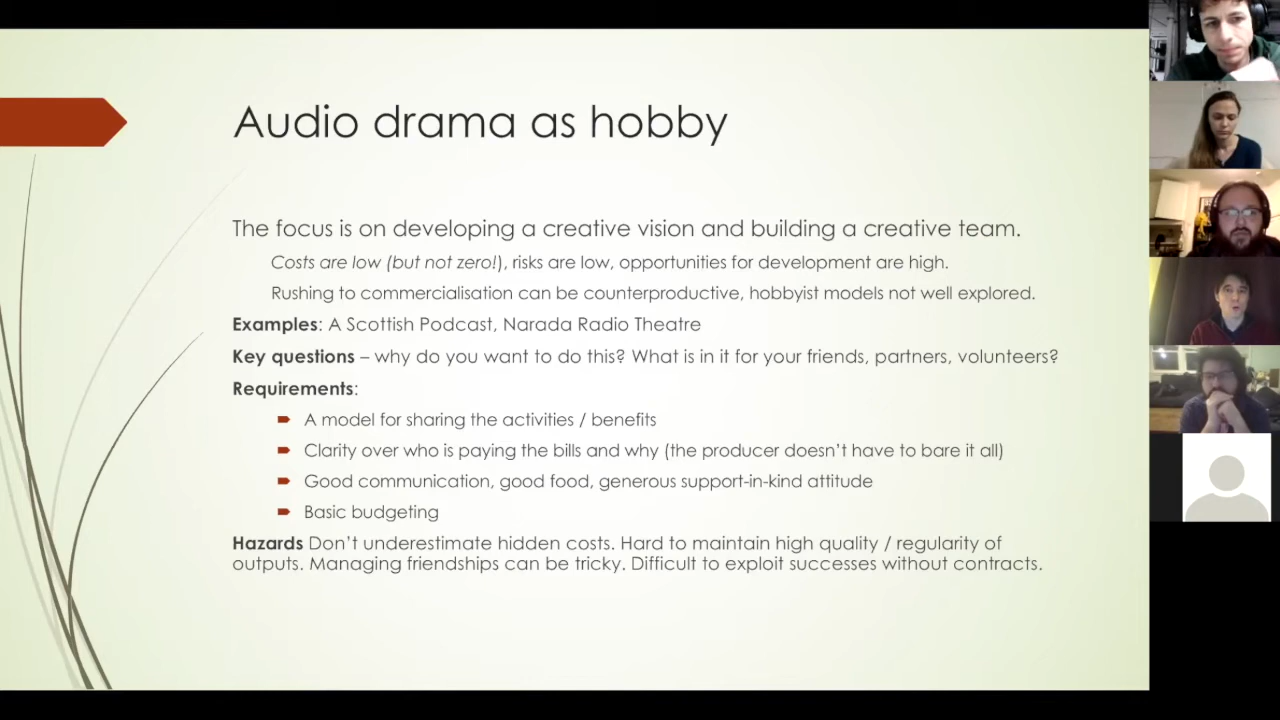 Audio drama as hobby
The focus is on developing a creative vision and building a creative team.
Costs are low (but not zero!), risks are low, opportunities for development are high.
Rushing to commercialisation can be counterproductive, hobbyist models not well explored.
Examples: A Scottish Podcast, Narada Radio Theatre
Key questions – why do you want to do this? What is in it for your friends, partners, volunteers?
Requirements:
A model for sharing the activities / benefits
Clarity over who is paying the bills and why (the producer doesn't have to bare it all)
Good communication, good food, generous support-in-kind attitude
Basic budgeting
Hazards Don't underestimate hidden costs. Hard to maintain high quality / regularity of
outputs. Managing friendships can be tricky. Difficult to exploit successes without contracts.